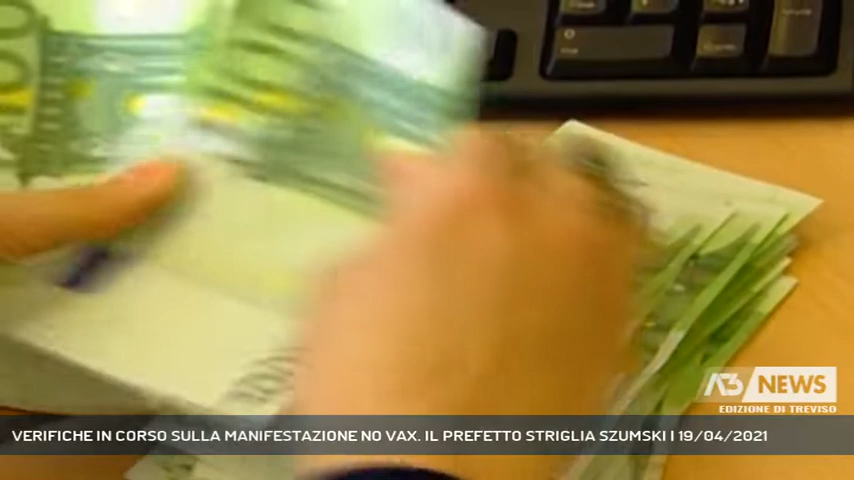 A3 NEWS
EDIZIONE DI TREVISO
VERIFICHE IN CORSO SULLA MANIFESTAZIONE NO VAX. IL PREFETTO STRIGLIA SZUMSKI | 19/04/2021